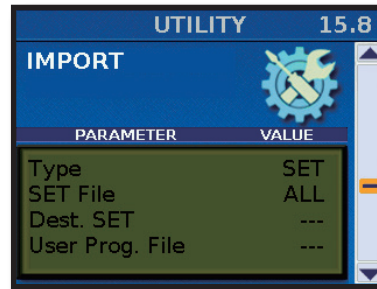 UTILITY 15.8
IMPORT
PARAMETER VALUE
Type SET
SET File ALL
Dest. SET ---
User Prog. File ---